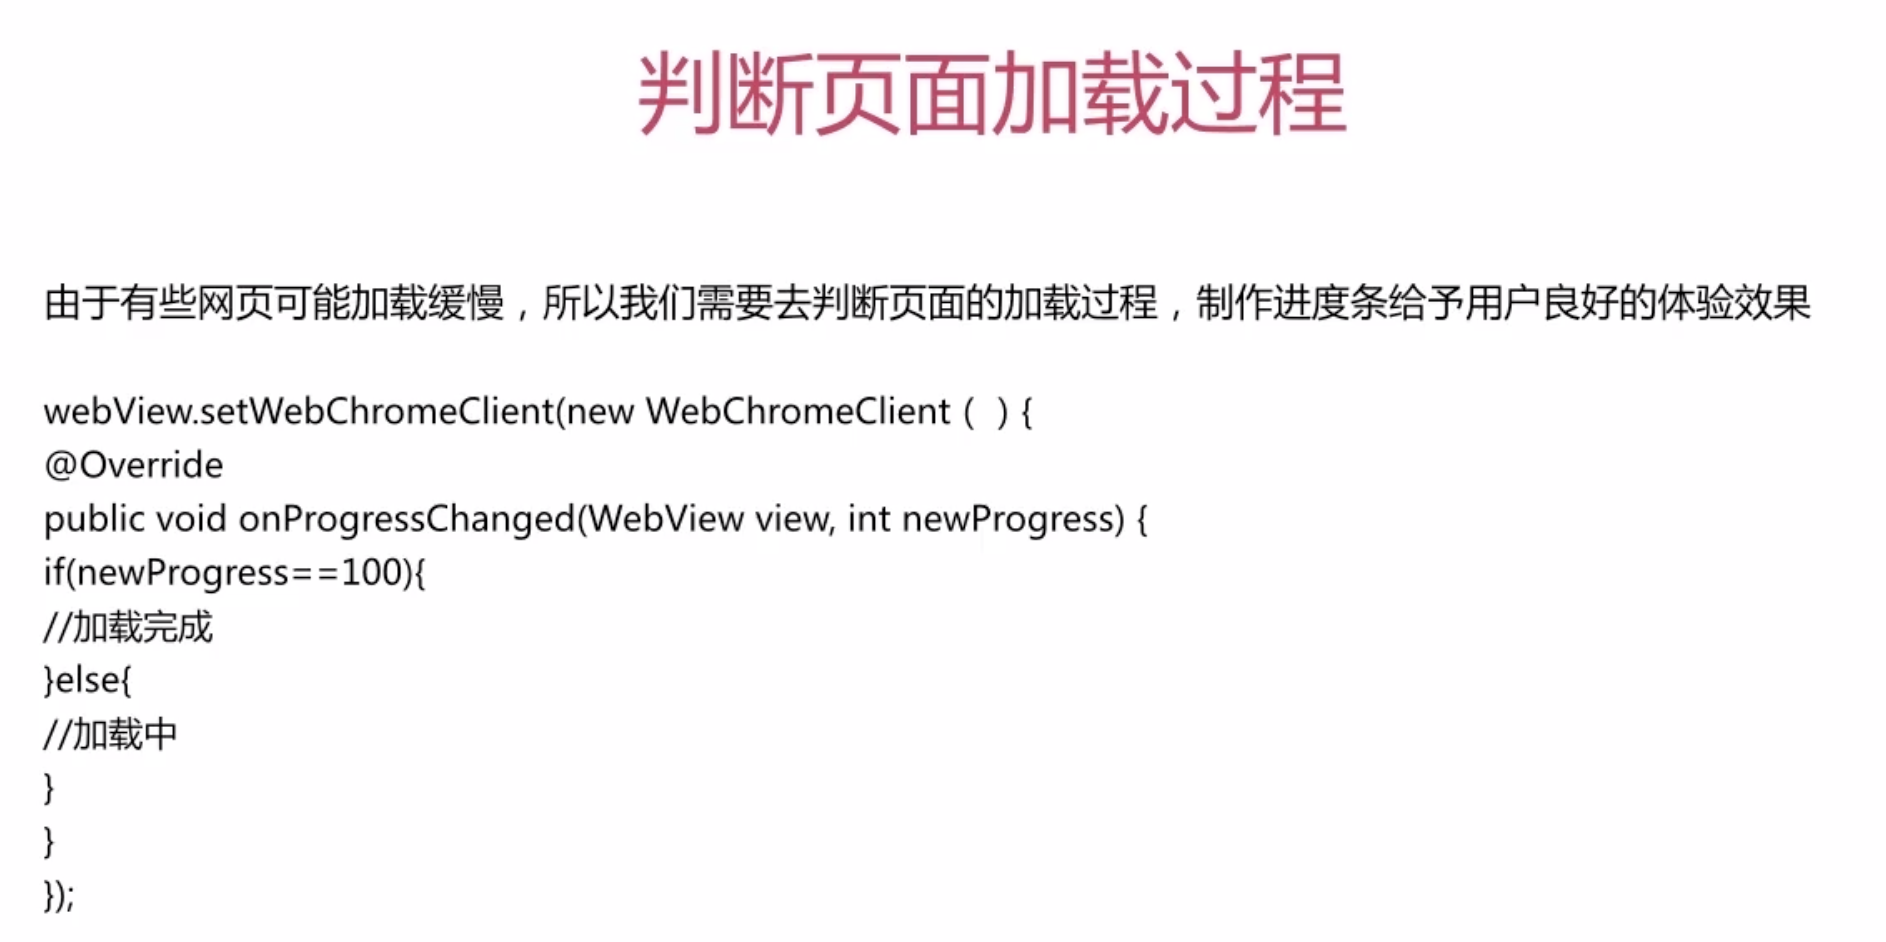 判断页面加载过程
由于有些网页可能加载缓慢，所以我们需要去判断页面的加载过程，制作进度条给予用户良好的体验效果
webView.setWebChromeClient(new WebChromeClient（ ）{
@Override
public void onProgressChanged(WebView view, int newProgress) {
if(newProgress==100){
//加载完成
}else{
//加载中
}
}
});